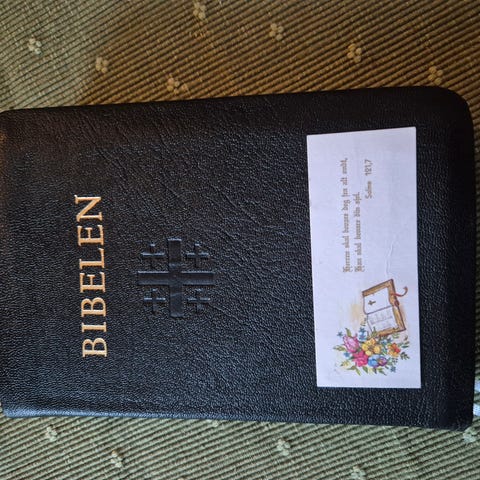 BIBELEN
Herren skal bevare deg fra alt ondt,
Han skal bevare din sjel.
Salme 121,7